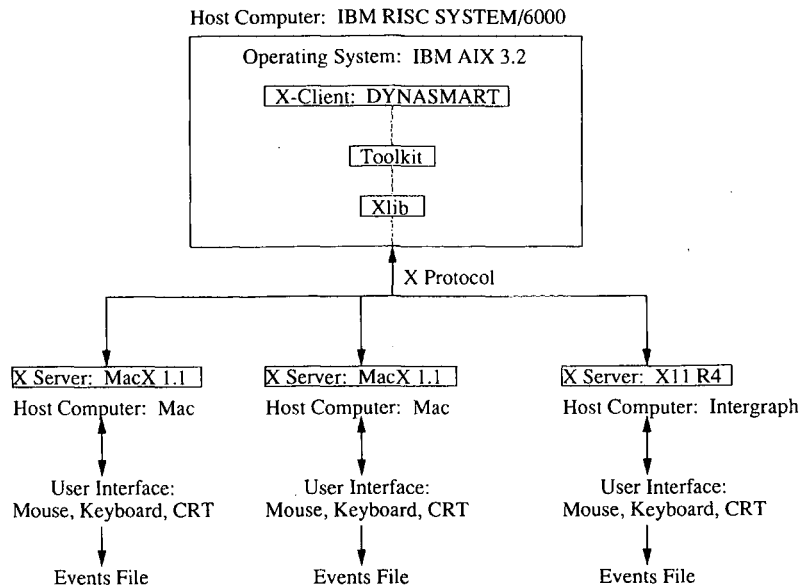 Host Computer: IBM RISC SYSTEM/6000
Operating System: IBM AIX 3.2
X-Client: DYNASMART
Toolkit
Xlib
X Protocol
X Server: MacX 1.1
X Server: MacX 1.1
X Server: X11 R4
Host Computer: Mac
Host Computer: Mac
Host Computer: Intergraph
User Interface:
User Interface:
User Interface:
Mouse, Keyboard, CRT
Mouse, Keyboard, CRT
Mouse, Keyboard, CRT
Events File
Events File
Events File